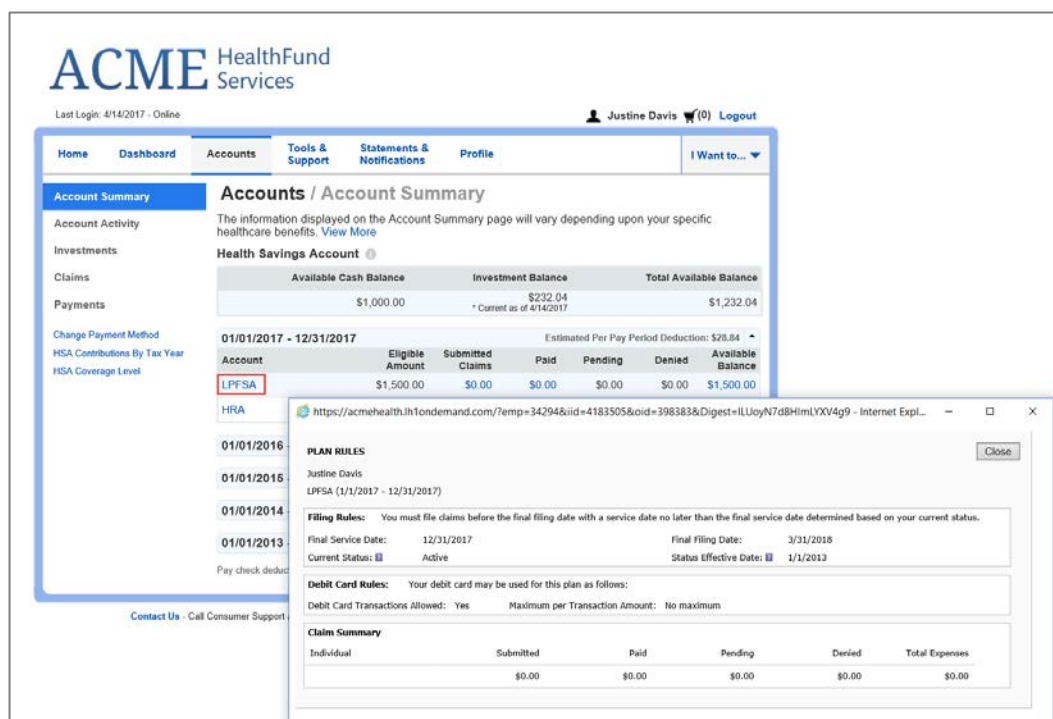 ACME HealthFund
Services
Last Login: 4/14/2017 - Online
Justine Davis (0) Logout
Home Dashboard Accounts Tools & Support Statements & Notifications Profile I Want to...
Account Summary
Account Activity
Investments
Claims
Payments
Change Payment Method
HSA Contributions By Tax Year
HSA Coverage Level
Accounts / Account Summary
The information displayed on the Account Summary page will vary depending upon your specific
healthcare benefits. View More
Health Savings Account
Available Cash Balance Investment Balance Total Available Balance
$1,000.00 $232.04 $1,232.04
* Current as of 4/14/2017
01/01/2017 - 12/31/2017 Estimated Per Pay Period Deduction: $28.84
Account Eligible Amount Submitted Claims Paid Pending Denied Available Balance
LPFSA $1,500.00 $0.00 $0.00 $0.00 $0.00 $1,500.00
HRA
01/01/2016 -
01/01/2015 -
01/01/2014 -
01/01/2013 -
Pay check deduc
Contact Us - Call Consumer Support
https://acmehealth.lh1ondemand.com/?emp=34294&iid=4183505&oid=398383&Digest=ILUoyN7d8HImLYXV4g9 - Internet Expl...
PLAN RULES
Close
Justine Davis
LPFSA (1/1/2017 - 12/31/2017)
Filing Rules: You must file claims before the final filing date with a service date no later than the final service date determined based on your current status.
Final Service Date: 12/31/2017 Final Filing Date: 3/31/2018
Current Status: Active Status Effective Date: 1/1/2013
Debit Card Rules: Your debit card may be used for this plan as follows:
Debit Card Transactions Allowed: Yes Maximum per Transaction Amount: No maximum
Claim Summary
Individual Submitted Paid Pending Denied Total Expenses
$0.00 $0.00 $0.00 $0.00 $0.00